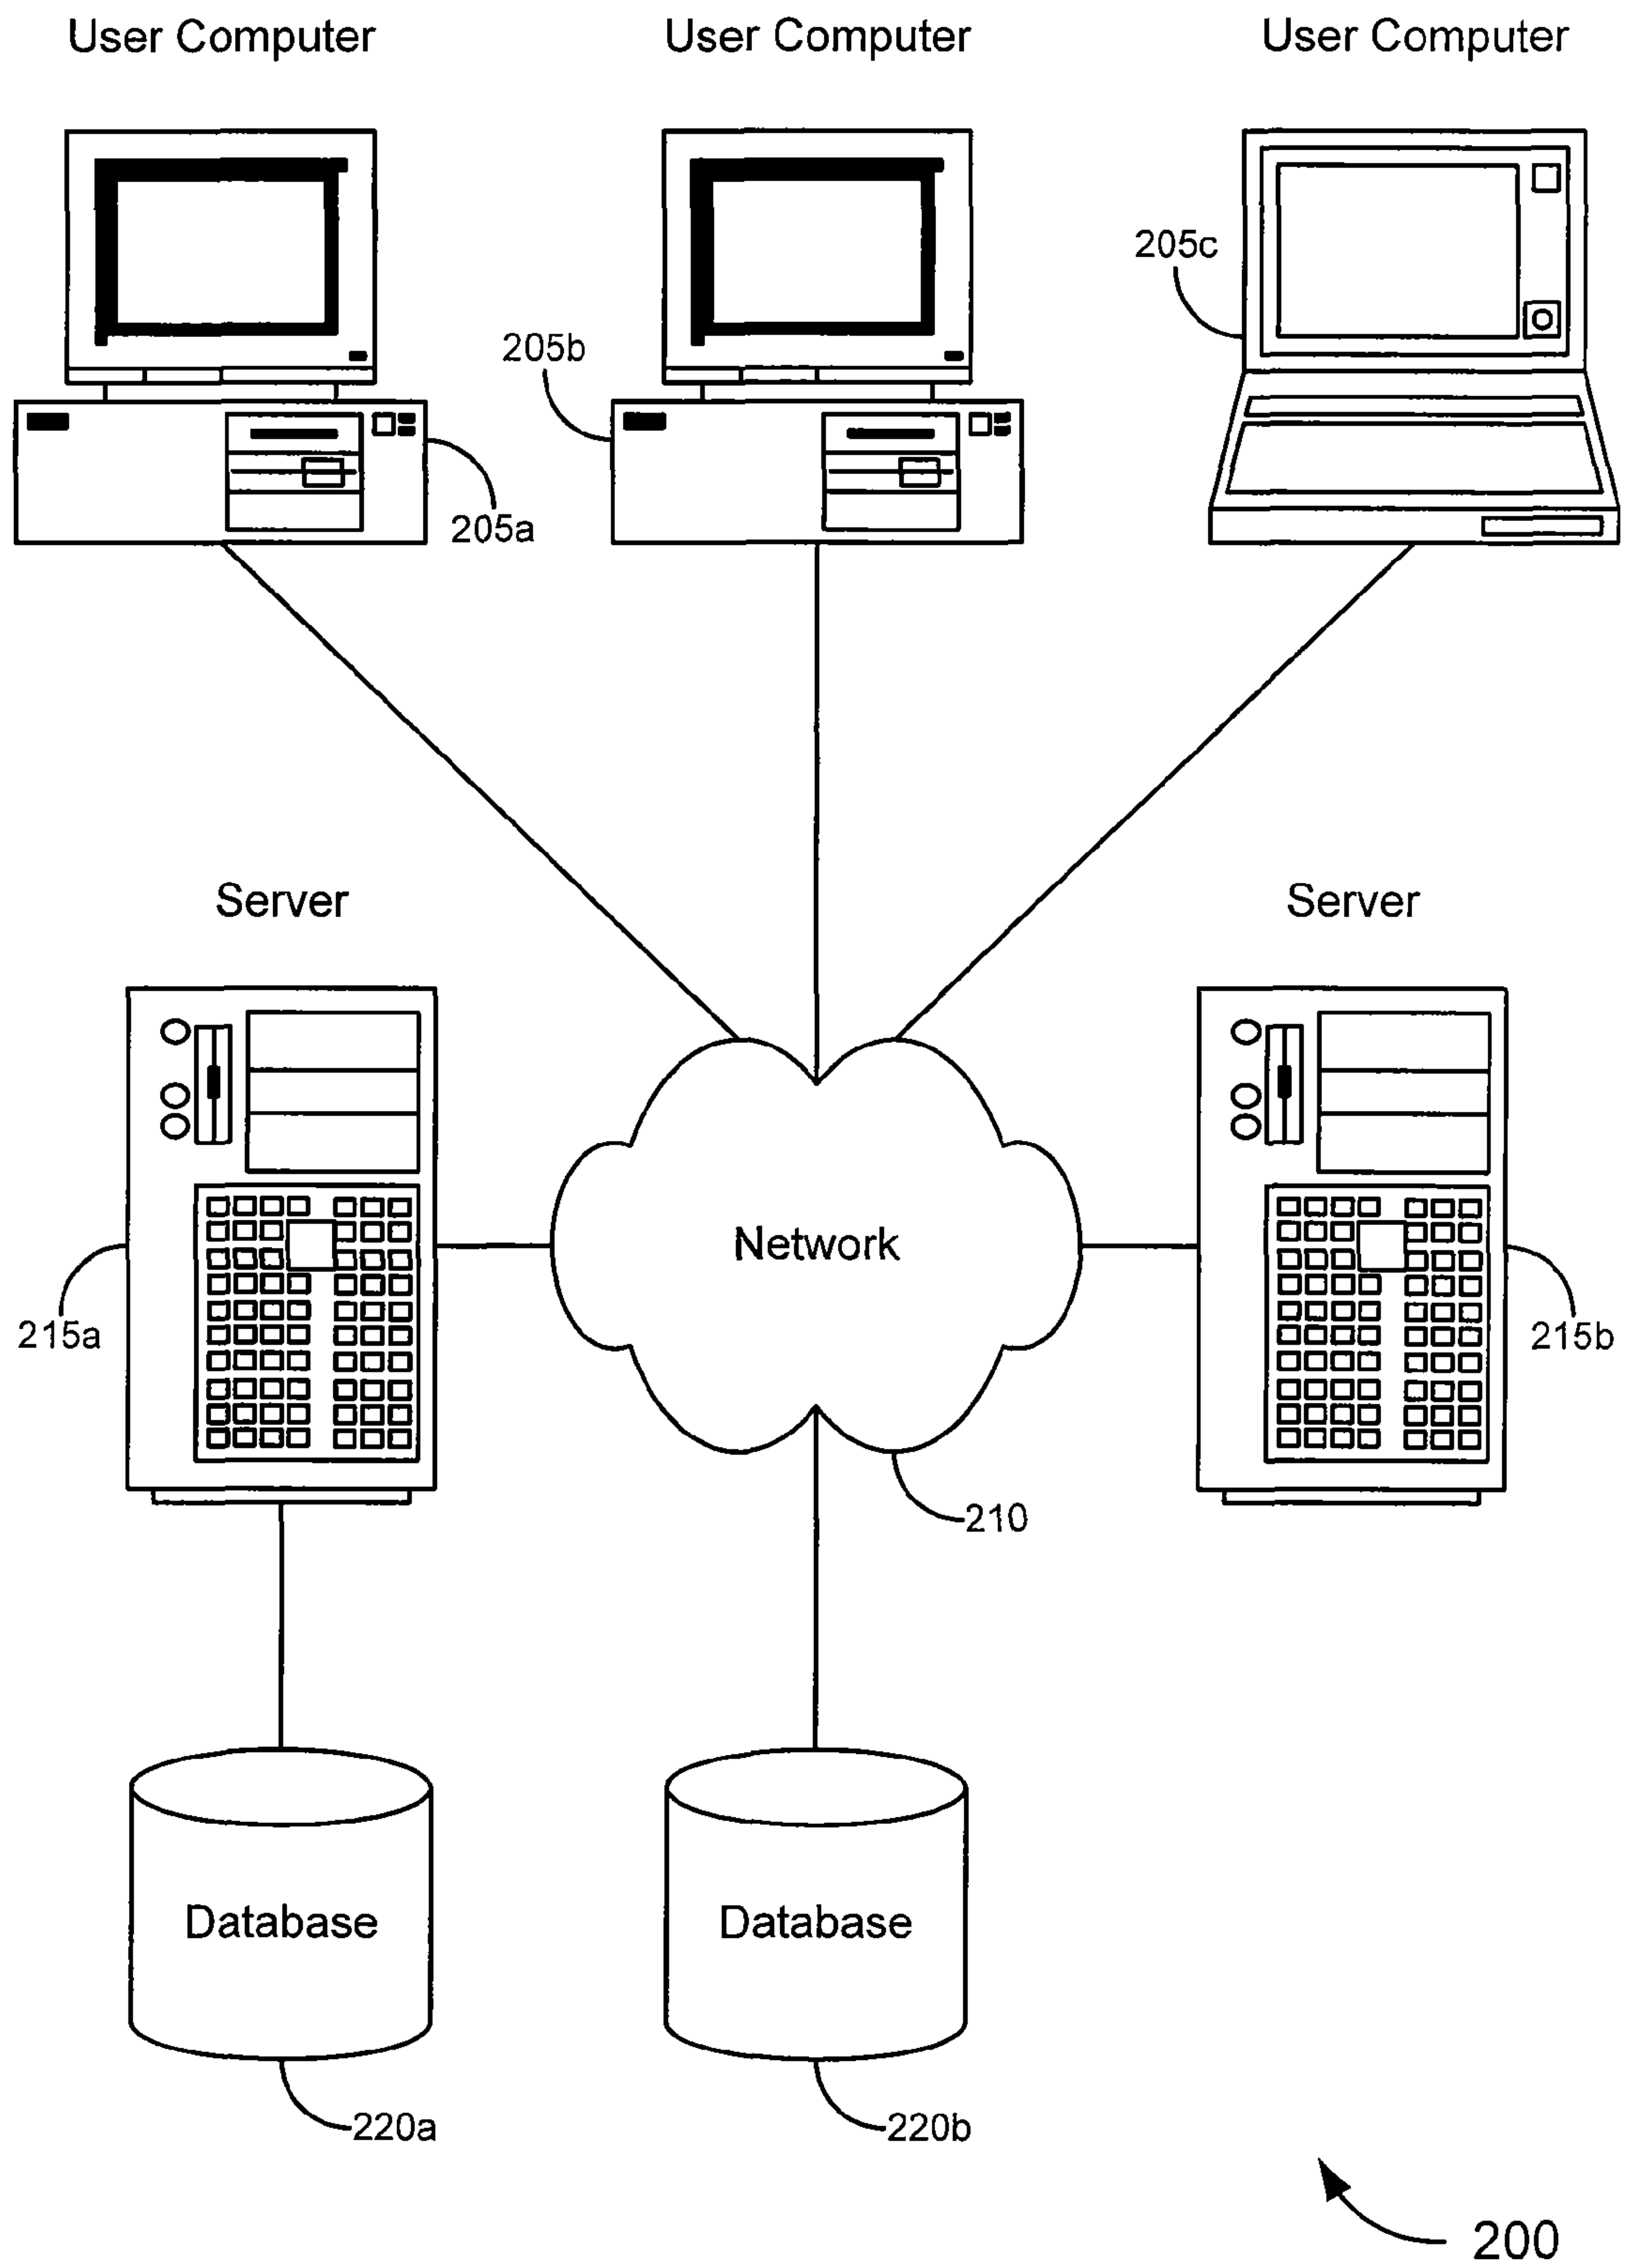 User Computer
User Computer
User Computer
205c
205b
205a
Server
Server
Network
215a
215b
210
Database
Database
220a
220b
200